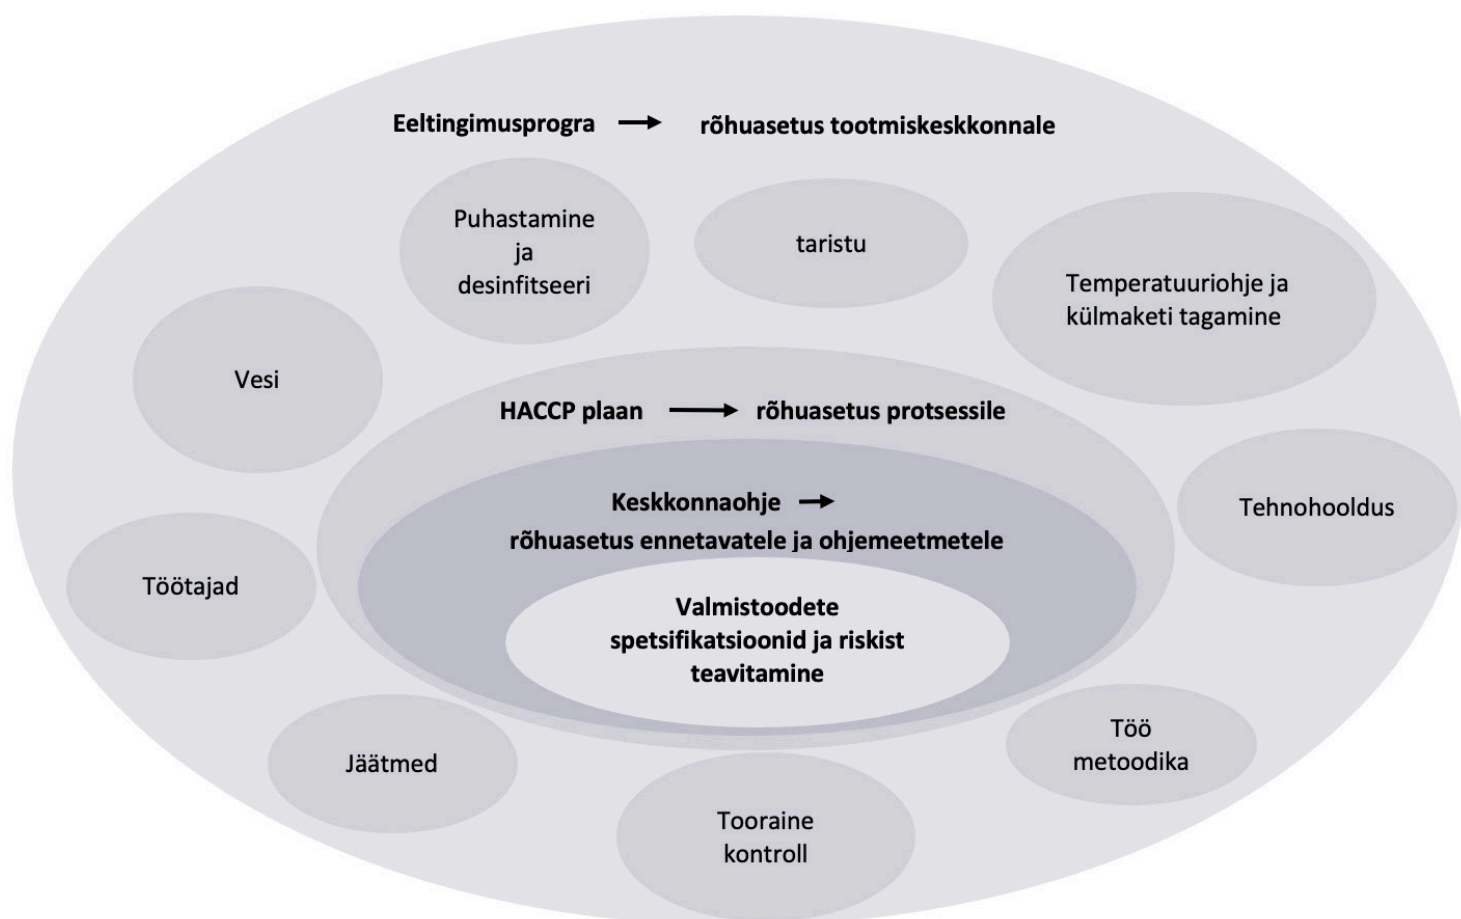 Eeltingimusprogra → rõhuasetus tootmiskeskkonnale
Puhastamine
ja
desinfitseeri
taristu
Temperatuuriohje ja
külmaketi tagamine
Vesi
HACCP plaan → rõhuasetus protsessile
Keskkonnaohje →
rõhuasetus ennetavatele ja ohjemeetmetele
Tehnohooldus
Töötajad
Valmistoodete
spetsifikatsioonid ja riskist
teavitamine
Töö
metoodika
Jäätmed
Tooraine
kontroll